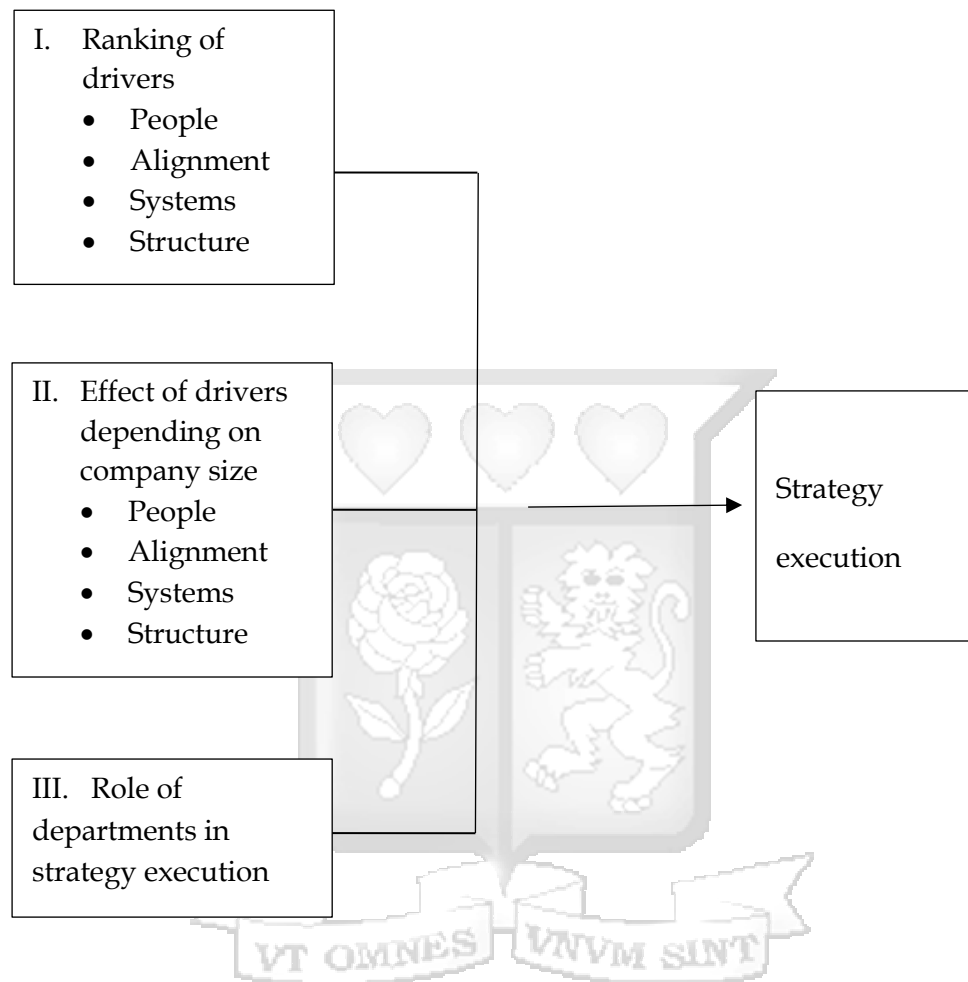 I. Ranking of
drivers
• People
• Alignment
• Systems
• Structure
II. Effect of drivers
depending on
company size
• People
• Alignment
• Systems
• Structure
Strategy
execution
III. Role of
departments in
strategy execution
VT OMNES VNVM SINT